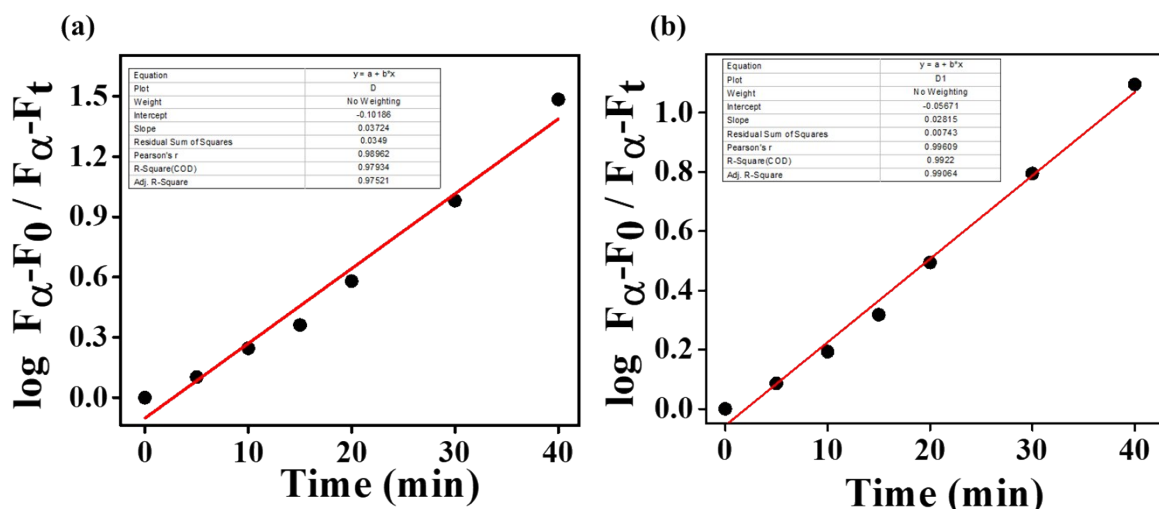 (a)
Equation y = a + b*x
Plot D
Weight No Weighting
Intercept -0.10186
Slope 0.03724
Residual Sum of Squares 0.0349
Pearson's r 0.98962
R-Square(COD) 0.97934
Adj. R-Square 0.97521
log Fα-F0 / Fα-Ft
1.5
1.2
0.9
0.6
0.3
0.0
0 10 20 30 40
Time (min)
(b)
Equation y = a + b*x
Plot D1
Weight No Weighting
Intercept -0.05671
Slope 0.02815
Residual Sum of Squares 0.00743
Pearson's r 0.99609
R-Square(COD) 0.9922
Adj. R-Square 0.99064
log Fα-F0 / Fα-Ft
1.0
0.8
0.6
0.4
0.2
0.0
0 10 20 30 40
Time (min)